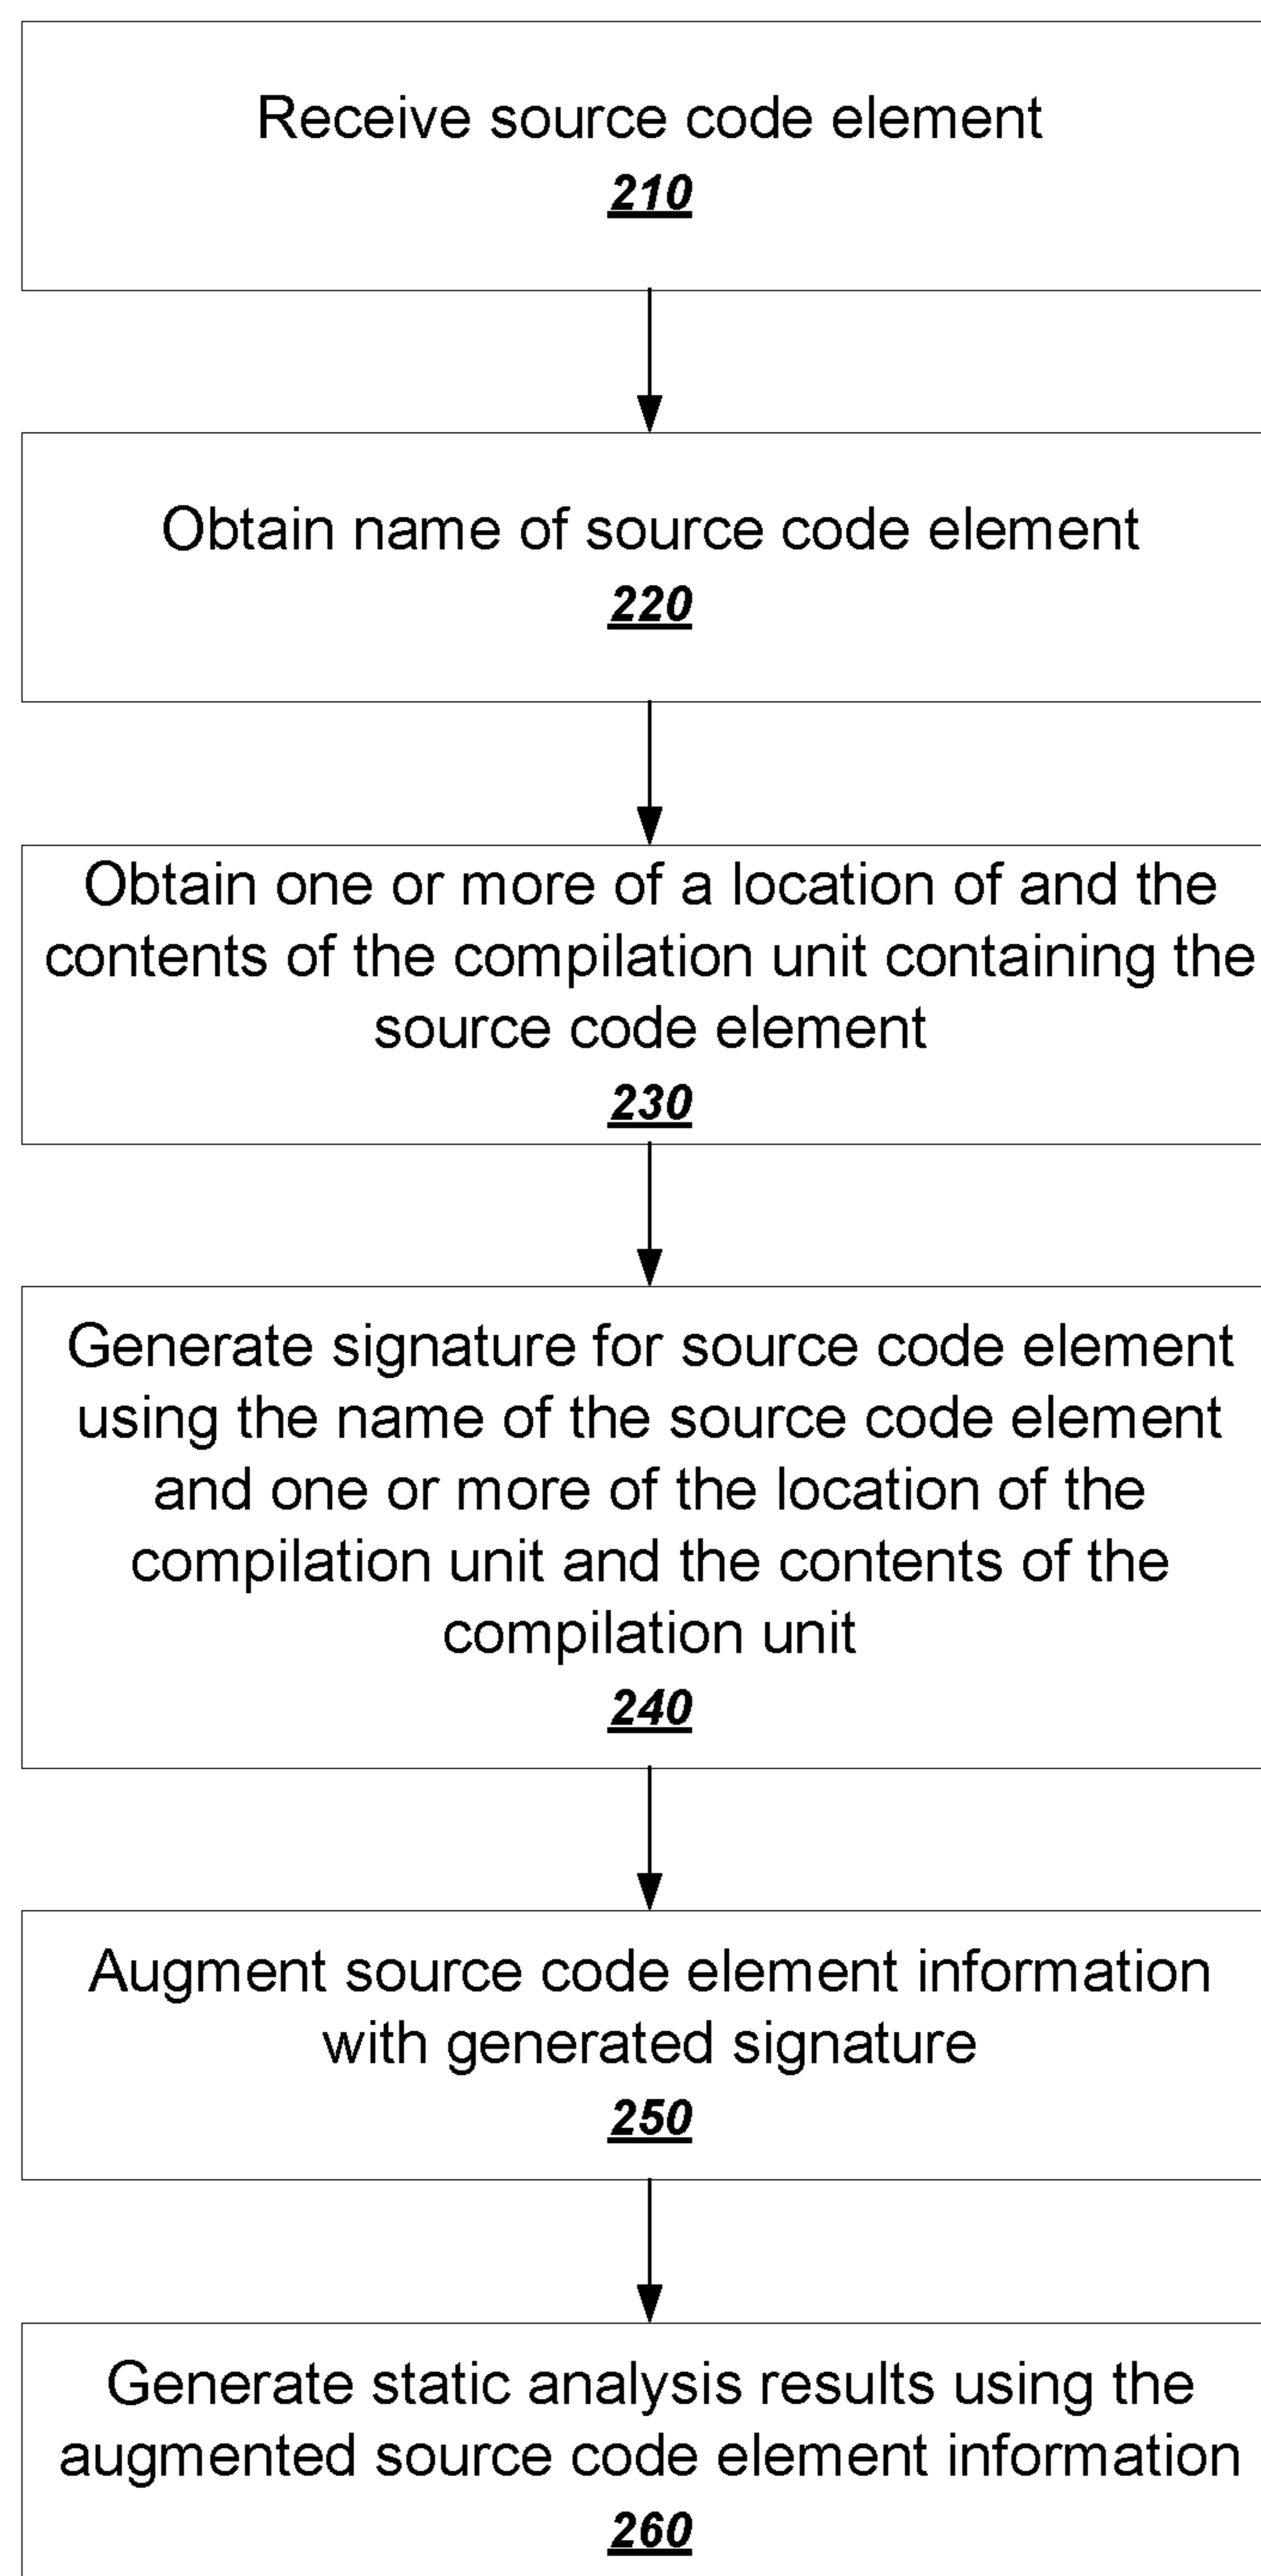 Receive source code element
210
Obtain name of source code element
220
Obtain one or more of a location of and the
contents of the compilation unit containing the
source code element
230
Generate signature for source code element
using the name of the source code element
and one or more of the location of the
compilation unit and the contents of the
compilation unit
240
Augment source code element information
with generated signature
250
Generate static analysis results using the
augmented source code element information
260